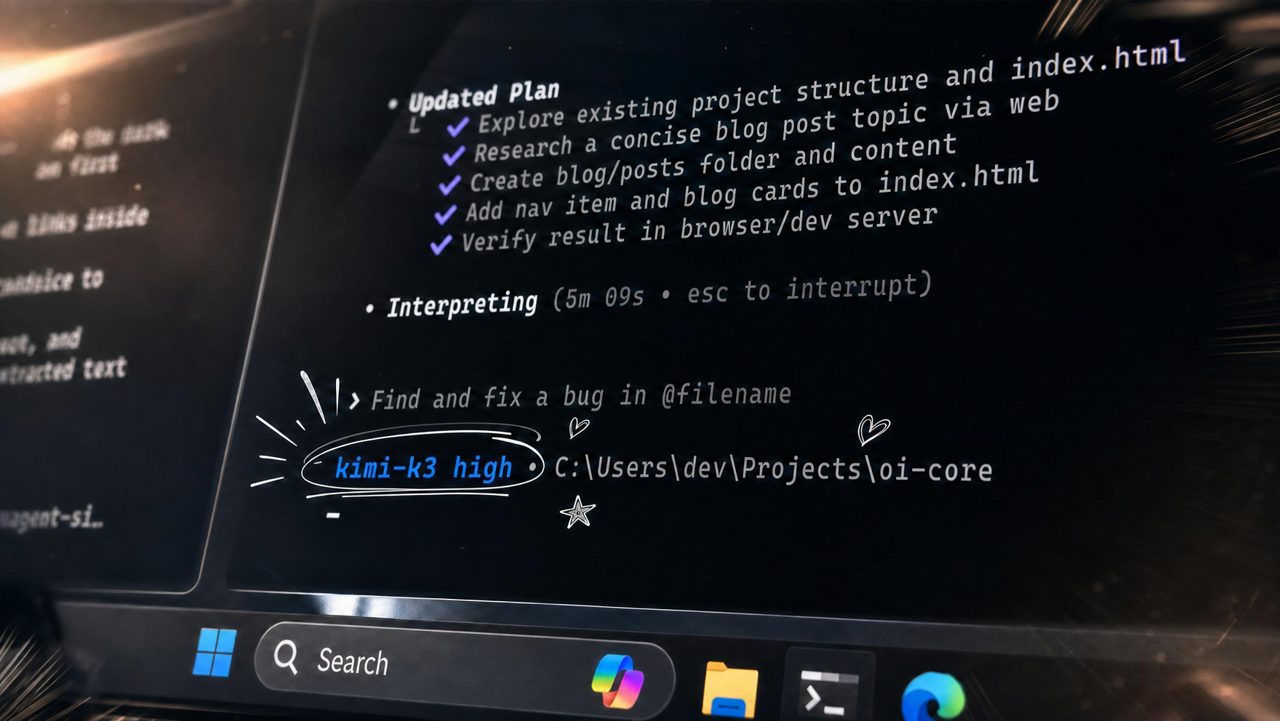 • Updated Plan
└ ✔ Explore existing project structure and index.html
✔ Research a concise blog post topic via web
✔ Create blog/posts folder and content
✔ Add nav item and blog cards to index.html
✔ Verify result in browser/dev server
• Interpreting (5m 09s • esc to interrupt)
› Find and fix a bug in @filename
kimi-k3 high • C:\Users\dev\Projects\oi-core
the
on first
links inside
to
and
text
Search